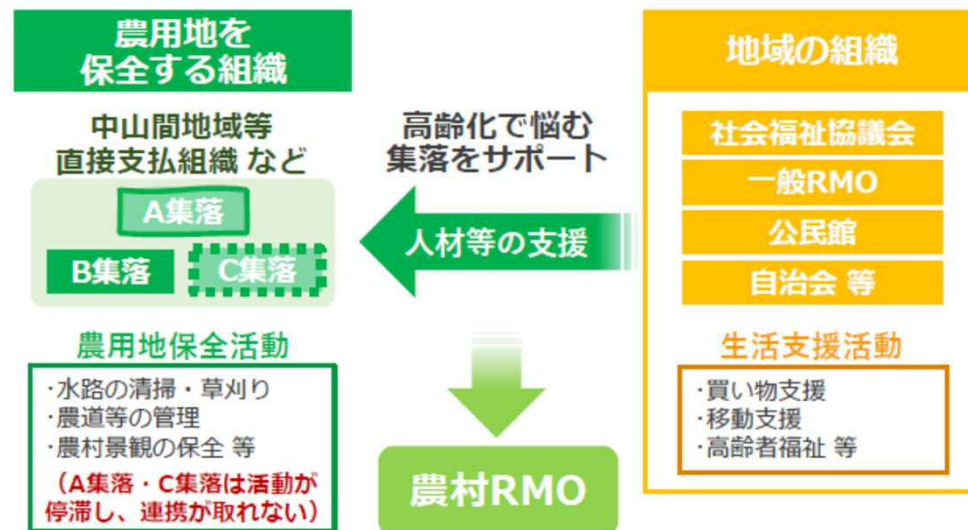 農用地を
保全する組織
中山間地域等
直接支払組織 など
A集落
B集落
C集落
農用地保全活動
・水路の清掃・草刈り
・農道等の管理
・農村景観の保全 等
（A集落・C集落は活動が
停滞し、連携が取れない）
高齢化で悩む
集落をサポート
人材等の支援
農村RMO
地域の組織
社会福祉協議会
一般RMO
公民館
自治会 等
生活支援活動
・買い物支援
・移動支援
・高齢者福祉 等